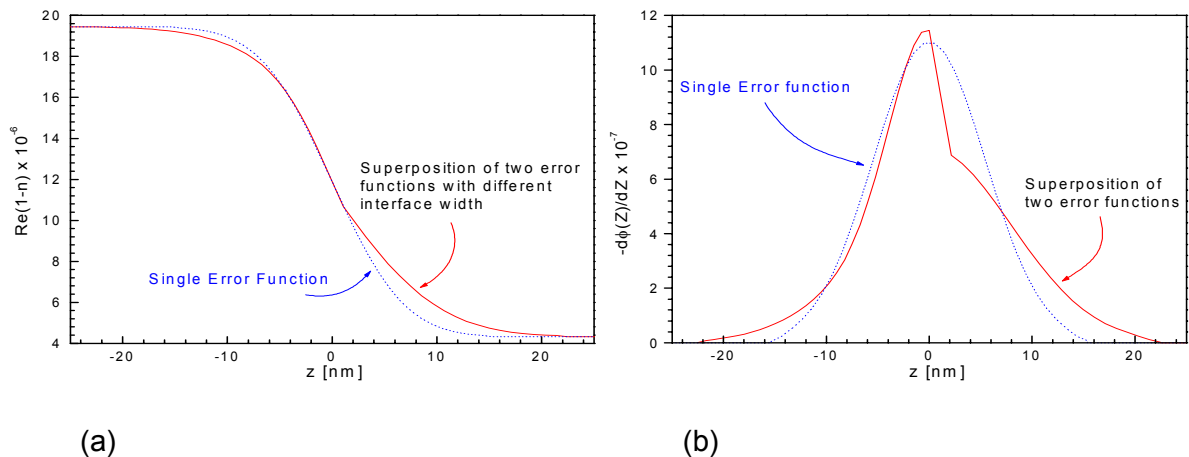 20
18
16
14
12
10
8
6
4
Re(1-n) x 10^-6
-20
-10
0
10
20
z [nm]
Superposition of two error
functions with different
interface width
Single Error Function
(a)
12
10
8
6
4
2
0
-dϕ(Z)/dZ x 10^-7
-20
-10
0
10
20
z [nm]
Single Error function
Superposition of
two error functions
(b)